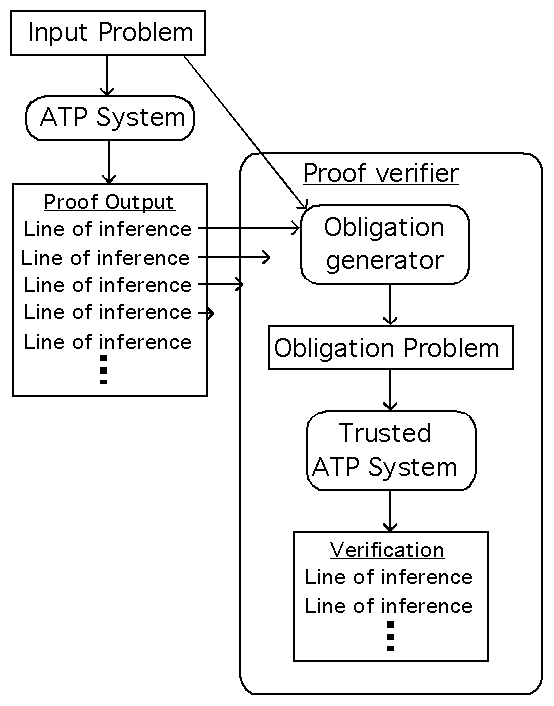 Input Problem
ATP System
Proof Output
Line of inference
Line of inference
Line of inference
Line of inference
Line of inference
Proof verifier
Obligation
generator
Obligation Problem
Trusted
ATP System
Verification
Line of inference
Line of inference